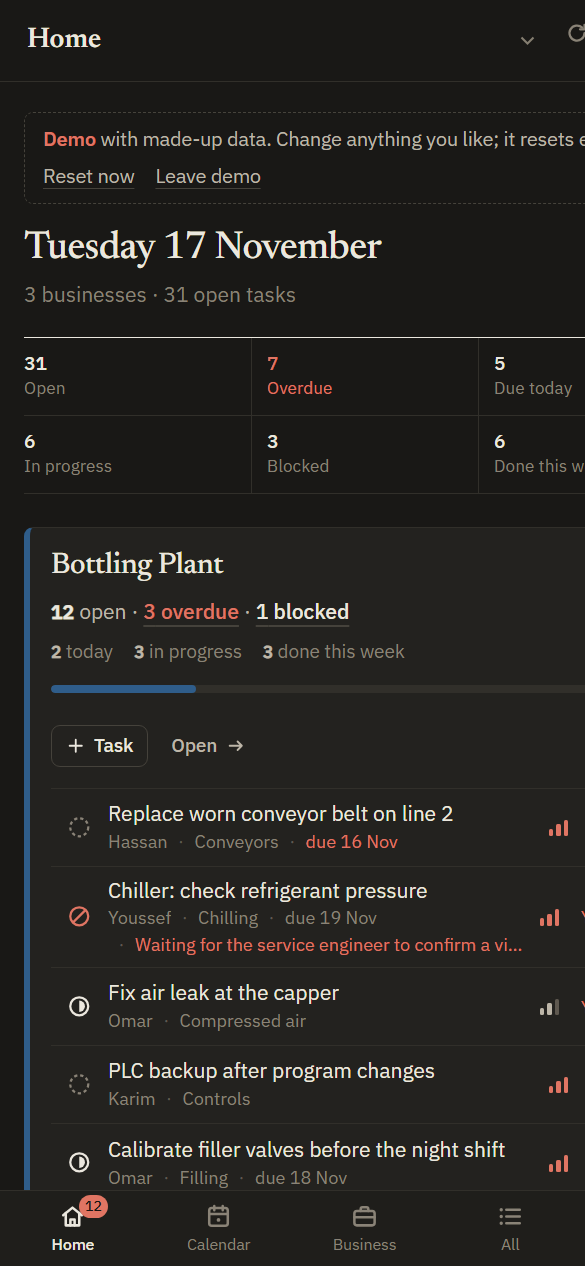 Home
Demo with made-up data. Change anything you like; it resets
Reset now Leave demo
Tuesday 17 November
3 businesses · 31 open tasks
31 7 5
Open Overdue Due today
6 3 6
In progress Blocked Done this w
Bottling Plant
12 open · 3 overdue · 1 blocked
2 today 3 in progress 3 done this week
+ Task Open →
Replace worn conveyor belt on line 2
Hassan · Conveyors · due 16 Nov
Chiller: check refrigerant pressure
Youssef · Chilling · due 19 Nov
· Waiting for the service engineer to confirm a vi...
Fix air leak at the capper
Omar · Compressed air
PLC backup after program changes
Karim · Controls
Calibrate filler valves before the night shift
Omar · Filling · due 18 Nov
12
Home Calendar Business All